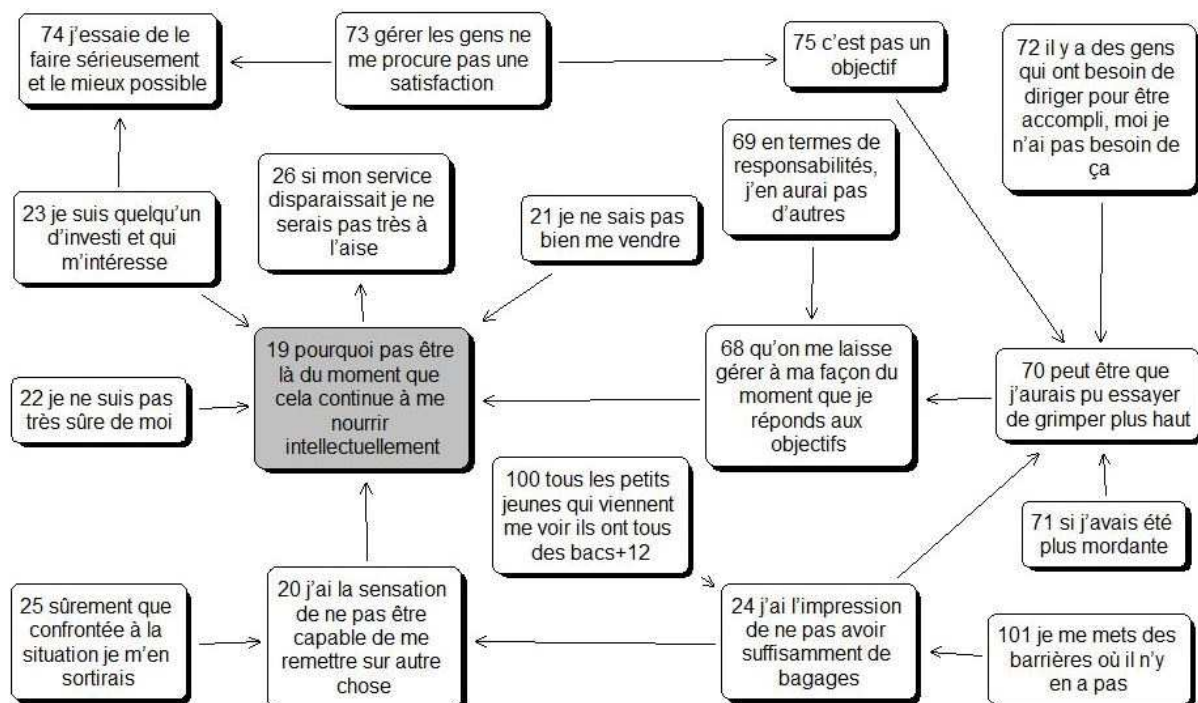 74 j’essaie de le
faire sérieusement
et le mieux possible
73 gérer les gens ne
me procure pas une
satisfaction
75 c’est pas un
objectif
72 il y a des gens
qui ont besoin de
diriger pour être
accompli, moi je
n’ai pas besoin de
ça
69 en termes de
responsabilités,
j’en aurai pas
d’autres
26 si mon service
disparaissait je ne
serais pas très à
l’aise
21 je ne sais pas
bien me vendre
23 je suis quelqu’un
d’investi et qui
m’intéresse
19 pourquoi pas être
là du moment que
cela continue à me
nourrir
intellectuellement
68 qu’on me laisse
gérer à ma façon du
moment que je
réponds aux
objectifs
70 peut être que
j’aurais pu essayer
de grimper plus haut
22 je ne suis pas
très sûre de moi
100 tous les petits
jeunes qui viennent
me voir ils ont tous
des bacs+12
71 si j’avais été
plus mordante
25 sûrement que
confrontée à la
situation je m’en
sortirais
20 j’ai la sensation
de ne pas être
capable de me
remettre sur autre
chose
24 j’ai l’impression
de ne pas avoir
suffisamment de
bagages
101 je me mets des
barrières où il n’y
en a pas